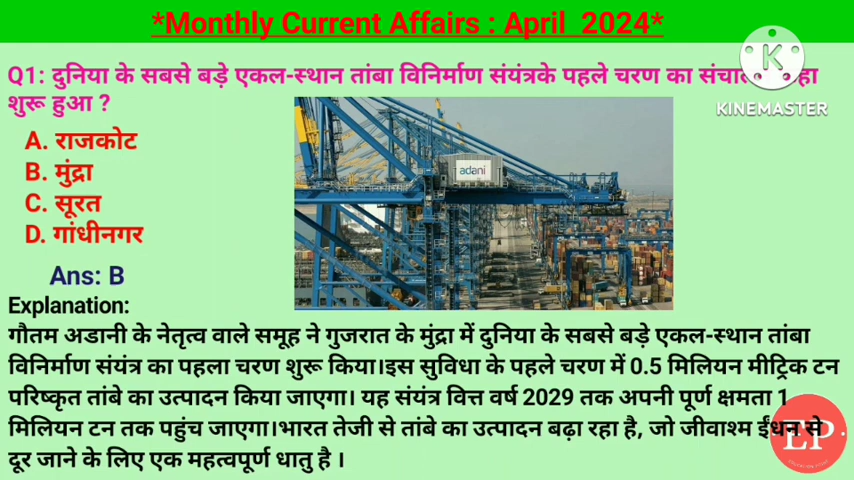 *Monthly Current Affairs : April 2024*
Q1: दुनिया के सबसे बड़े एकल-स्थान तांबा विनिर्माण संयंत्रके पहले चरण का
शुरू हुआ ?
K
KINEMASTER
A. राजकोट
B. मुंद्रा
C. सूरत
D. गांधीनगर
adani
Ans: B
Explanation:
गौतम अडानी के नेतृत्व वाले समूह ने गुजरात के मुंद्रा में दुनिया के सबसे बड़े एकल-स्थान तांबा
विनिर्माण संयंत्र का पहला चरण शुरू किया।इस सुविधा के पहले चरण में 0.5 मिलियन मीट्रिक टन
परिष्कृत तांबे का उत्पादन किया जाएगा। यह संयंत्र वित्त वर्ष 2029 तक अपनी पूर्ण क्षमता 1
मिलियन टन तक पहुंच जाएगा।भारत तेजी से तांबे का उत्पादन बढ़ा रहा है, जो जीवाश्म ईंधन से
दूर जाने के लिए एक महत्वपूर्ण धातु है ।
EP